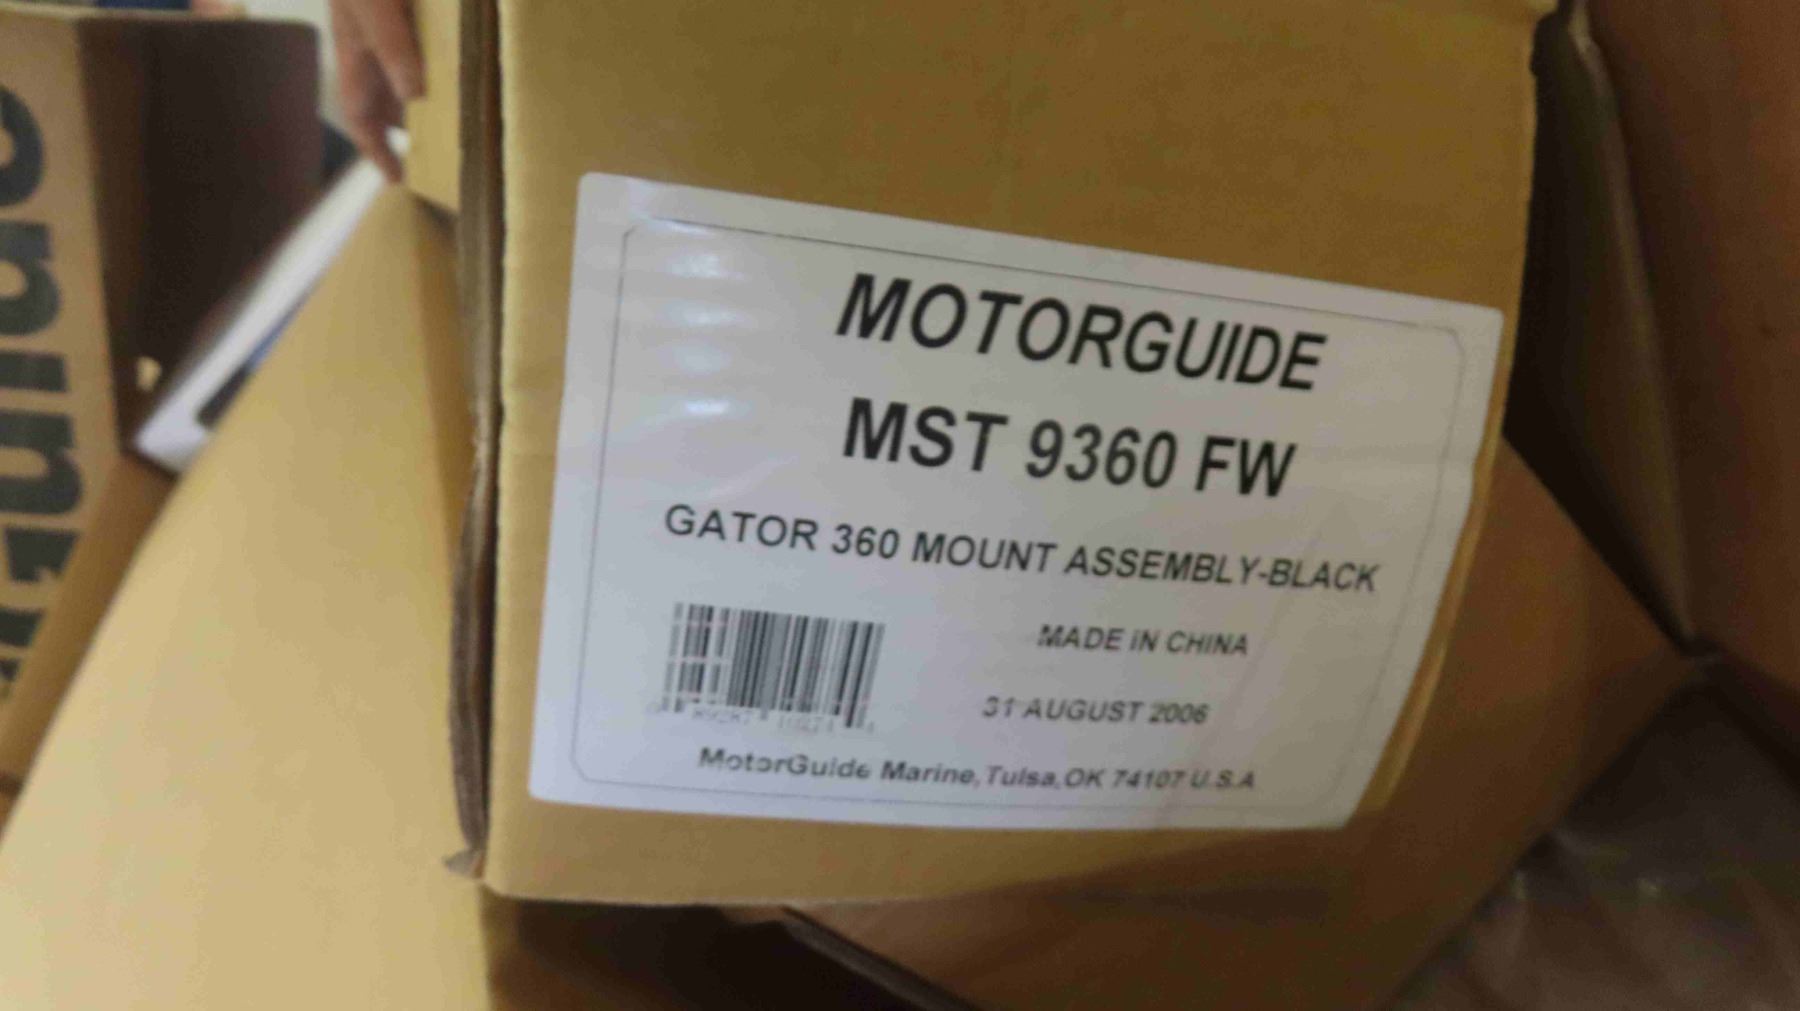 MOTORGUIDE
MST 9360 FW
GATOR 360 MOUNT ASSEMBLY-BLACK
MADE IN CHINA
31 AUGUST 2006
MotorGuide Marine, Tulsa, OK 74107 U.S.A